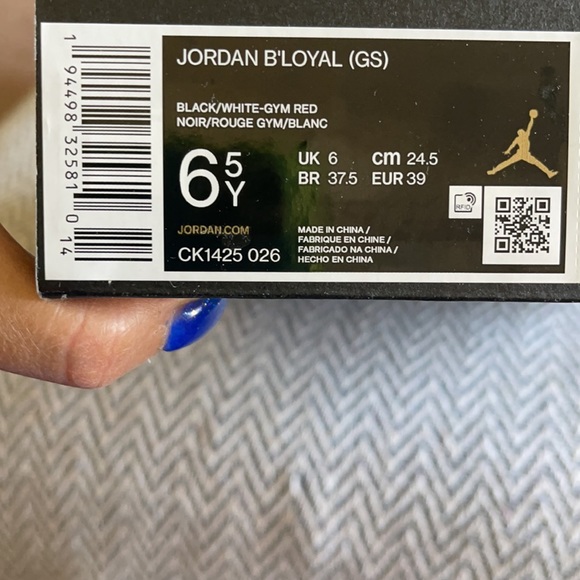 1 94498 32581 0 14
JORDAN B'LOYAL (GS)
BLACK/WHITE-GYM RED
NOIR/ROUGE GYM/BLANC
6 5 Y
UK 6 cm 24.5
BR 37.5 EUR 39
RFID
JORDAN.COM
CK1425 026
MADE IN CHINA /
FABRIQUE EN CHINE /
FABRICADO NA CHINA /
HECHO EN CHINA